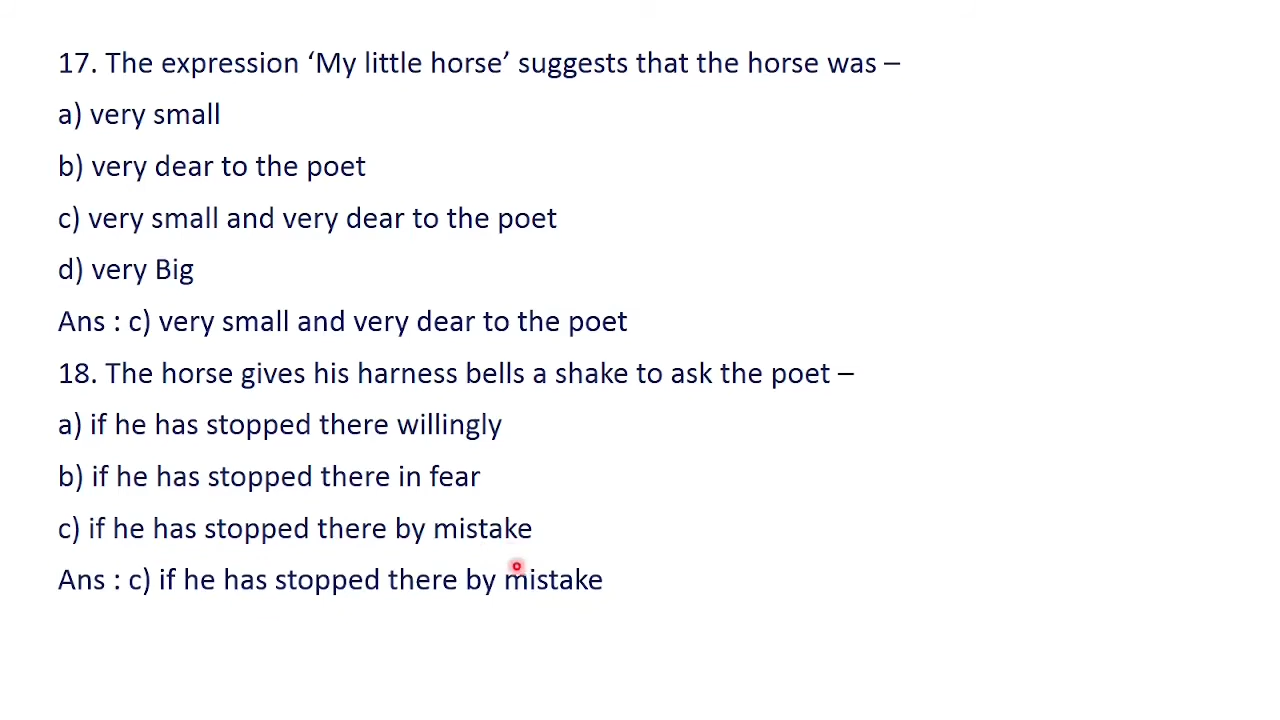 17. The expression ‘My little horse’ suggests that the horse was –
a) very small
b) very dear to the poet
c) very small and very dear to the poet
d) very Big
Ans : c) very small and very dear to the poet
18. The horse gives his harness bells a shake to ask the poet –
a) if he has stopped there willingly
b) if he has stopped there in fear
c) if he has stopped there by mistake
Ans : c) if he has stopped there by mistake